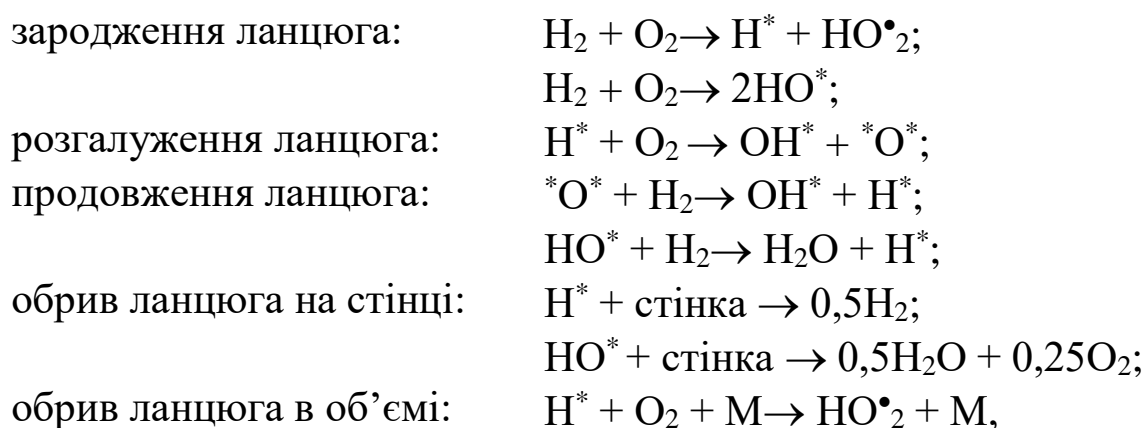 зародження ланцюга: H₂ + O₂→ H* + HO•₂;
H₂ + O₂→ 2HO*;
розгалуження ланцюга: H* + O₂ → OH* + *O*;
продовження ланцюга: *O* + H₂→ OH* + H*;
HO* + H₂→ H₂O + H*;
обрив ланцюга на стінці: H* + стінка → 0,5H₂;
HO* + стінка → 0,5H₂O + 0,25O₂;
обрив ланцюга в об’ємі: H* + O₂ + M→ HO•₂ + M,